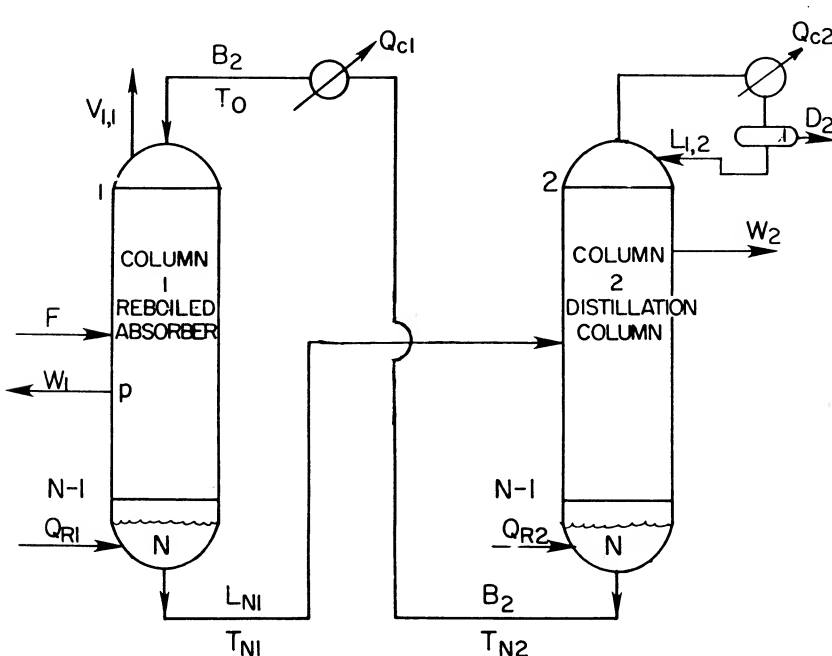 Qc1
Qc2
B2
V1,1
T0
D2
1
L1,2
1
2
W2
COLUMN
1
REBOILED
ABSORBER
COLUMN
2
DISTILLATION
COLUMN
F
W1
p
N-1
N-1
QR1
N
QR2
N
LN1
B2
TN1
TN2